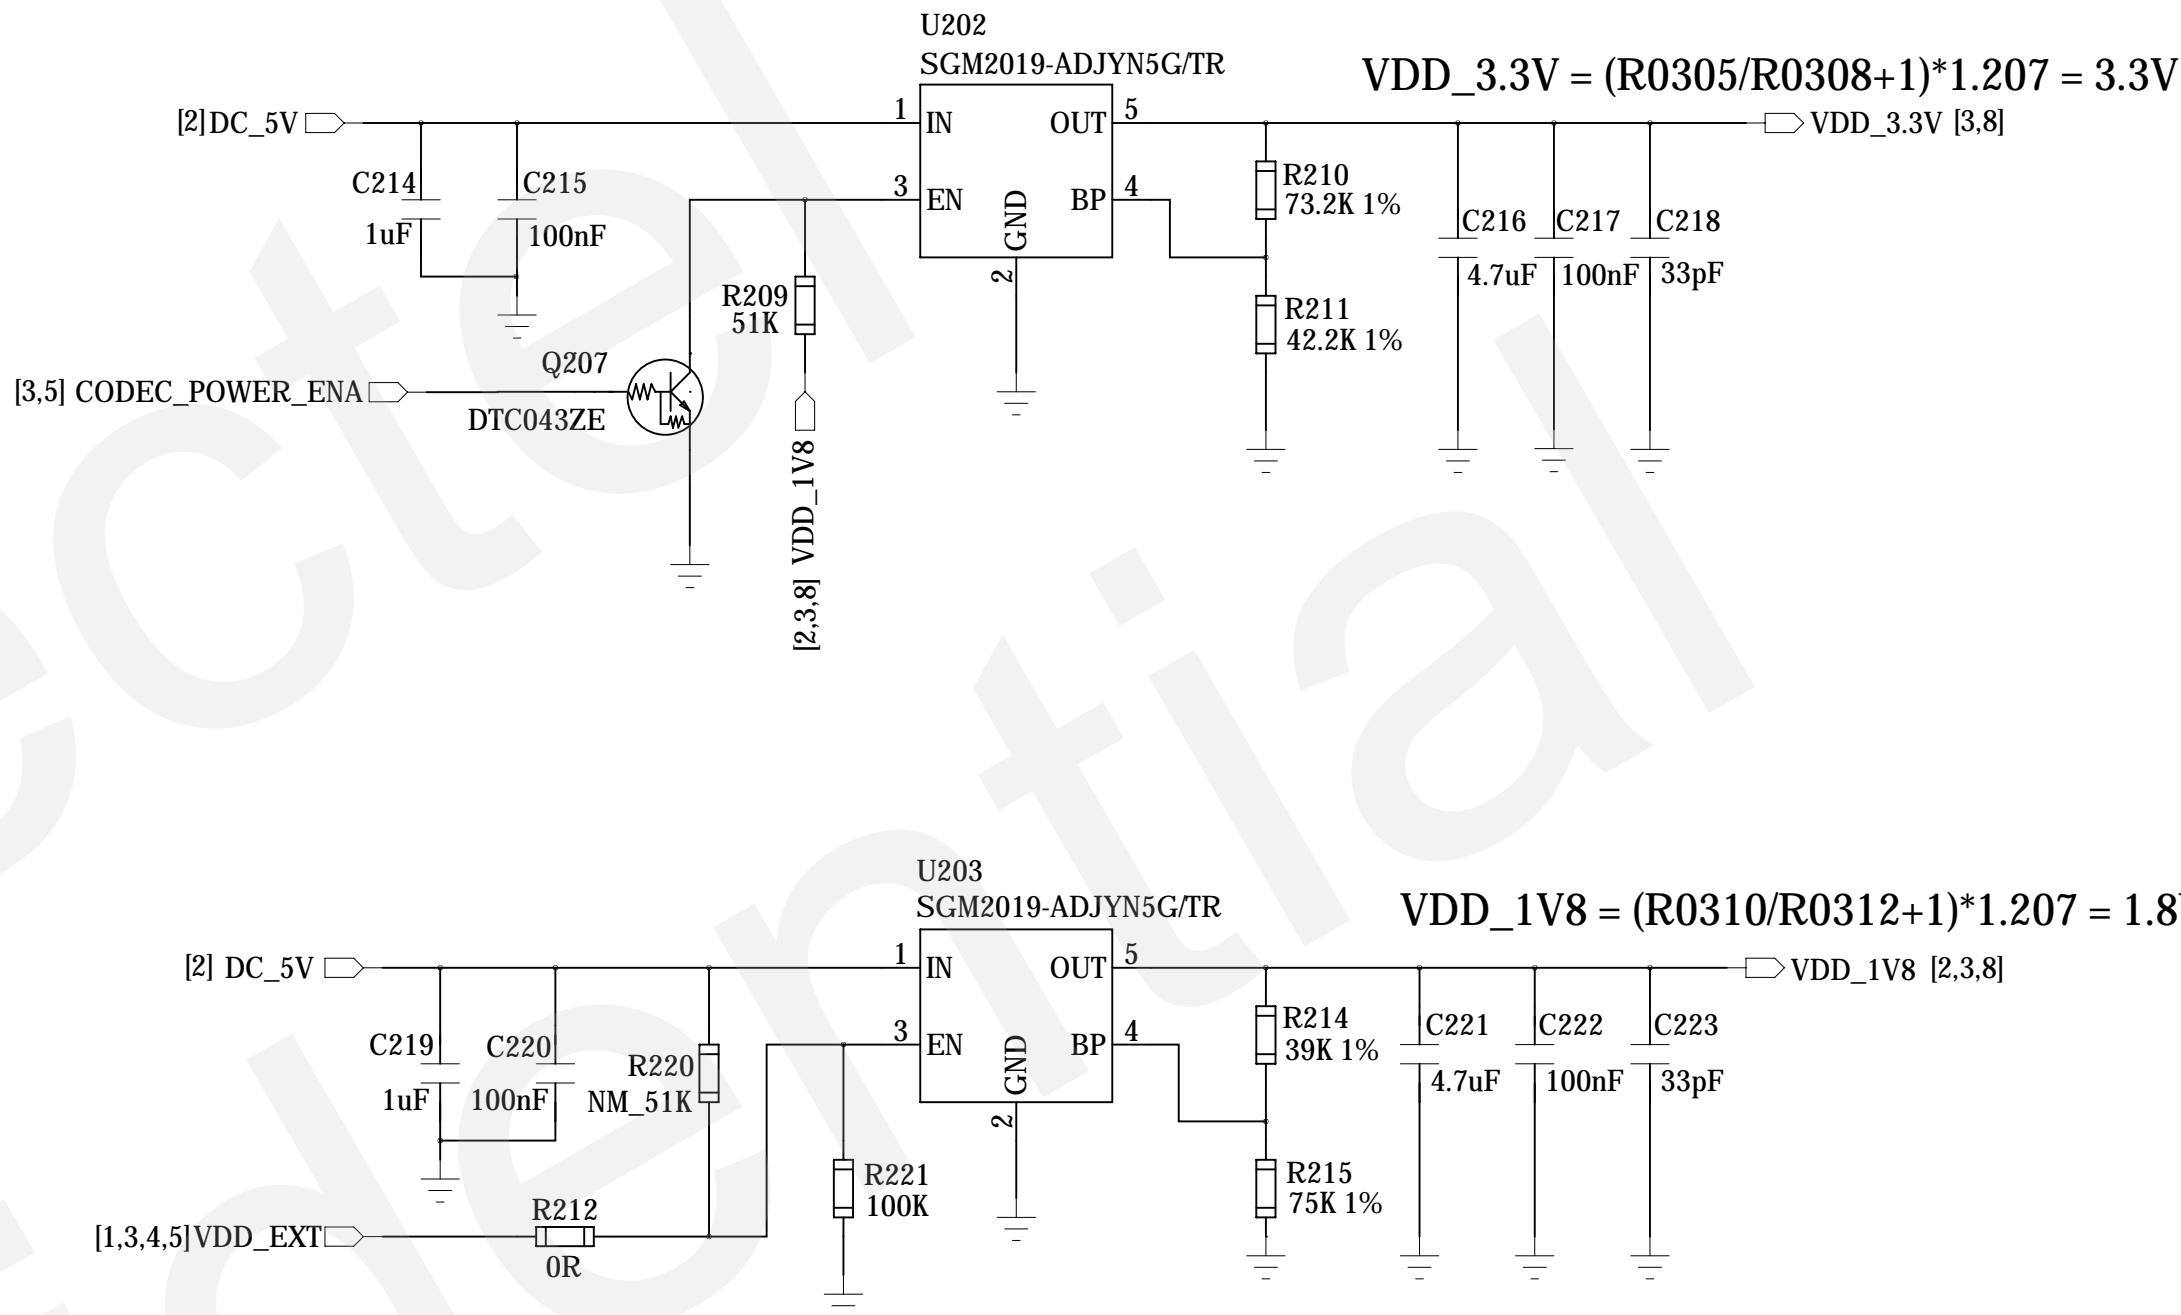 U202
SGM2019-ADJYN5G/TR
VDD_3.3V = (R0305/R0308+1)*1.207 = 3.3V
[2]DC_5V
1
IN
OUT
5
VDD_3.3V [3,8]
C214
1uF
C215
100nF
3
EN
GND
BP
4
2
R210
73.2K 1%
C216
4.7uF
C217
100nF
C218
33pF
R209
51K
R211
42.2K 1%
Q207
[3,5] CODEC_POWER_ENA
DTC043ZE
[2,3,8] VDD_1V8
U203
SGM2019-ADJYN5G/TR
VDD_1V8 = (R0310/R0312+1)*1.207 = 1.8
[2] DC_5V
1
IN
OUT
5
VDD_1V8 [2,3,8]
C219
1uF
C220
100nF
R220
NM_51K
3
EN
GND
BP
4
2
R214
39K 1%
C221
4.7uF
C222
100nF
C223
33pF
R221
100K
R215
75K 1%
[1,3,4,5]VDD_EXT
R212
0R
ectel
idential